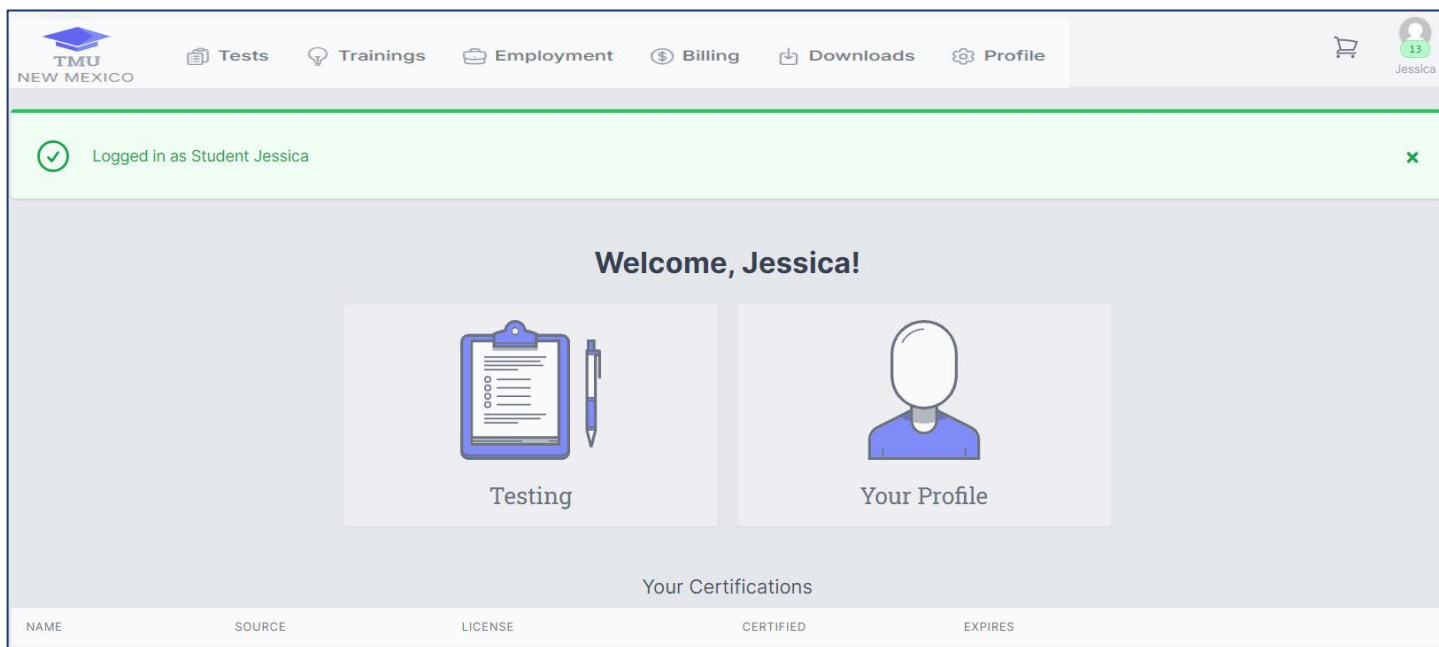 TMU
NEW MEXICO
Tests Trainings Employment Billing Downloads Profile
13
Jessica
Logged in as Student Jessica
Welcome, Jessica!
Testing
Your Profile
Your Certifications
NAME SOURCE LICENSE CERTIFIED EXPIRES